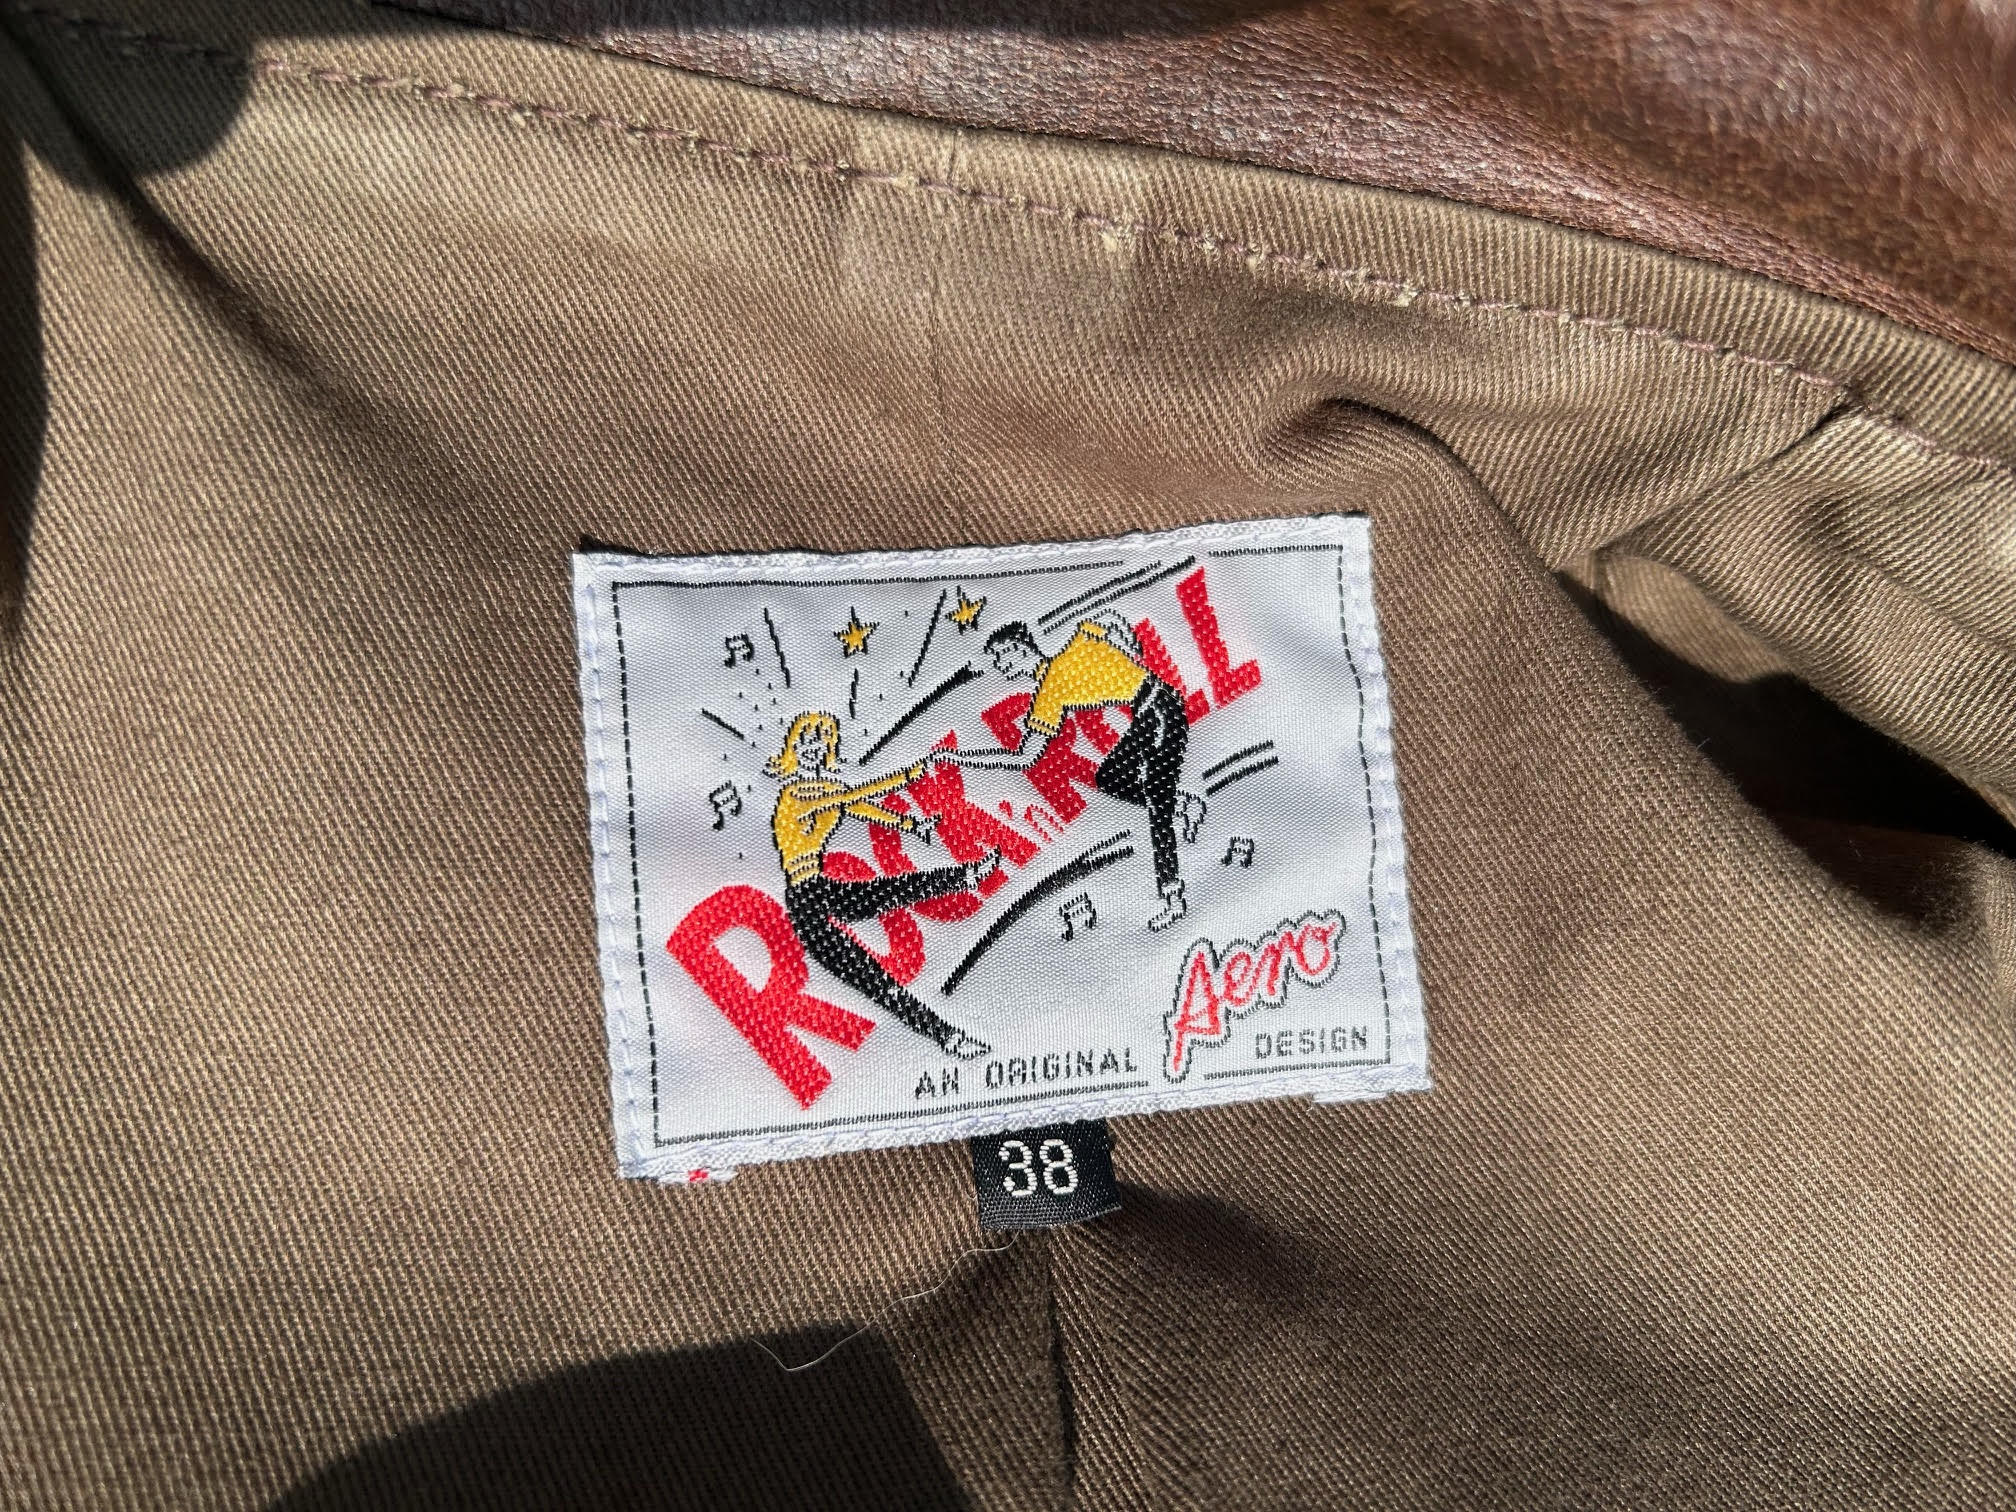 ROCK 'n' ROLL
AN ORIGINAL Aero DESIGN
38